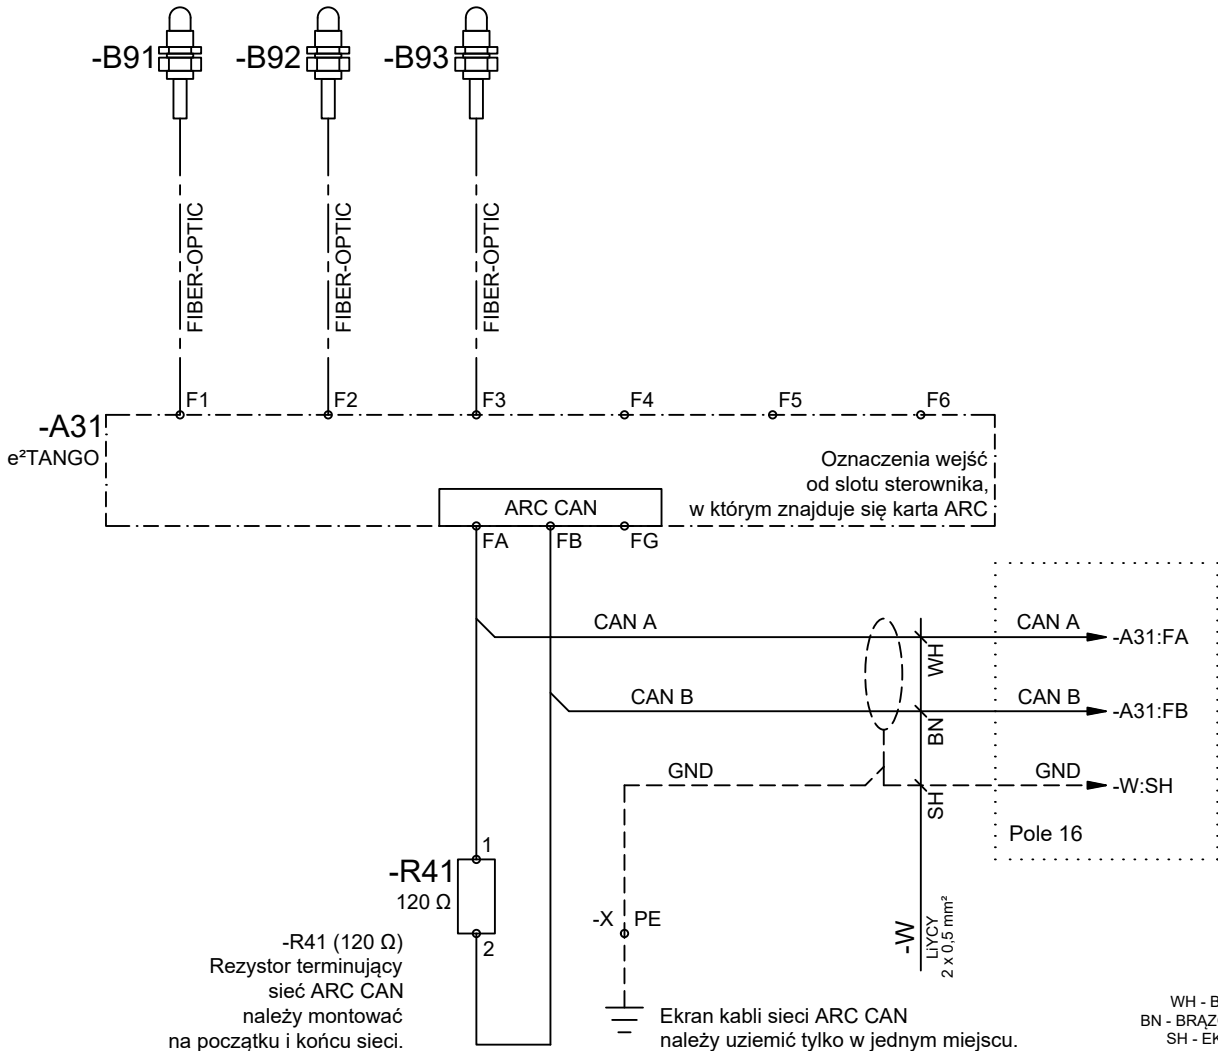 -B91
-B92
-B93
FIBER-OPTIC
FIBER-OPTIC
FIBER-OPTIC
F1
F2
F3
F4
F5
F6
-A31
e²TANGO
Oznaczenia wejść
od slotu sterownika,
w którym znajduje się karta ARC
ARC CAN
FA
FB
FG
CAN A
WH
CAN A
-A31:FA
CAN B
BN
CAN B
-A31:FB
GND
SH
GND
-W:SH
Pole 16
1
-R41
120 Ω
2
-X
PE
-W
LiYCY
2 x 0,5 mm²
-R41 (120 Ω)
Rezystor terminujący
sieć ARC CAN
należy montować
na początku i końcu sieci.
Ekran kabli sieci ARC CAN
należy uziemić tylko w jednym miejscu.
WH - B
BN - BRĄZ
SH - EK